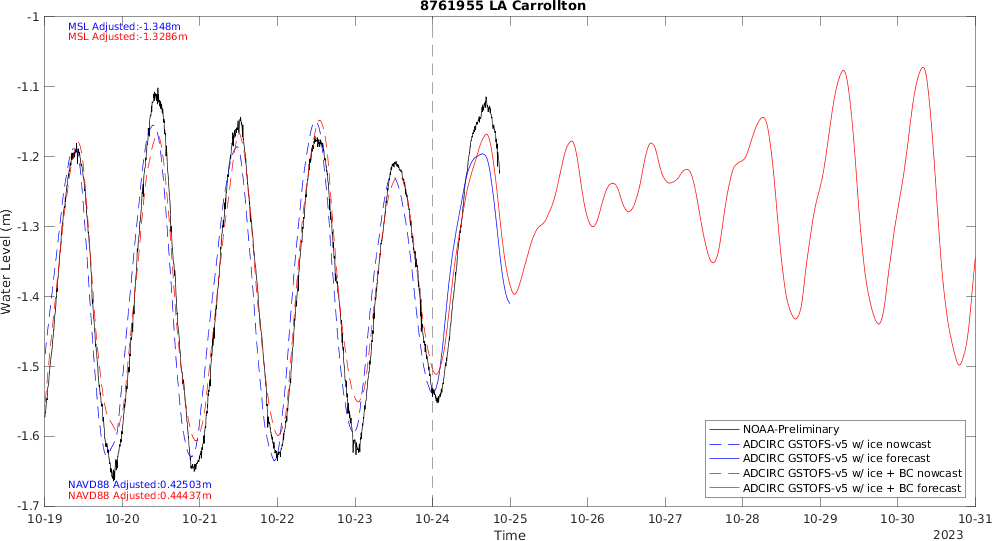 8761955 LA Carrollton
MSL Adjusted:-1.348m
MSL Adjusted:-1.3286m
-1
-1.1
-1.2
-1.3
-1.4
-1.5
-1.6
-1.7
Water Level (m)
NAVD88 Adjusted:0.42503m
NAVD88 Adjusted:0.44437m
NOAA-Preliminary
ADCIRC GSTOFS-v5 w/ ice nowcast
ADCIRC GSTOFS-v5 w/ ice forecast
ADCIRC GSTOFS-v5 w/ ice + BC nowcast
ADCIRC GSTOFS-v5 w/ ice + BC forecast
10-19 10-20 10-21 10-22 10-23 10-24 10-25 10-26 10-27 10-28 10-29 10-30 10-31
Time
2023